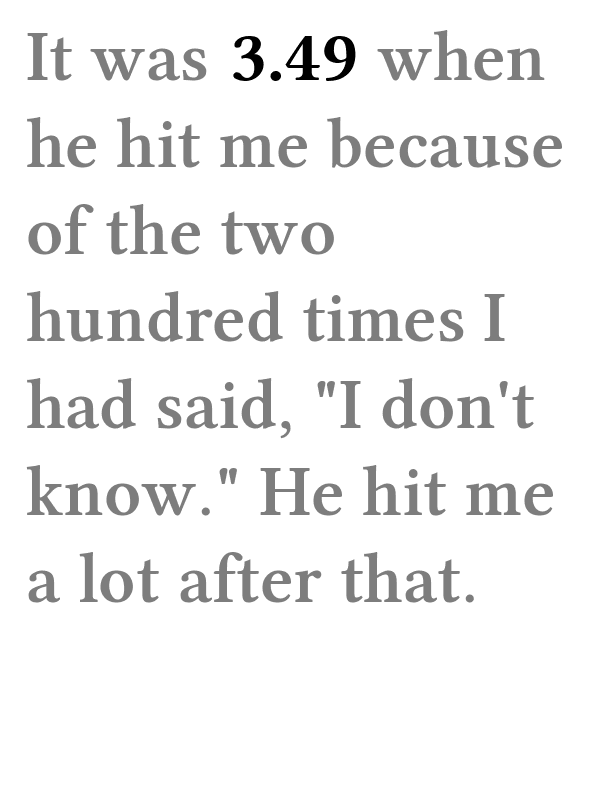 It was 3.49 when
he hit me because
of the two
hundred times I
had said, "I don't
know." He hit me
a lot after that.